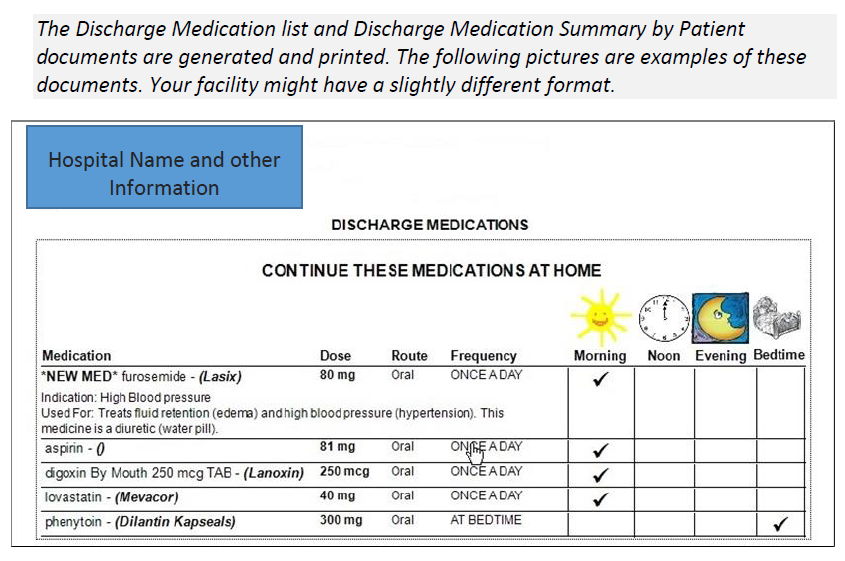 The Discharge Medication list and Discharge Medication Summary by Patient
documents are generated and printed. The following pictures are examples of these
documents. Your facility might have a slightly different format.
Hospital Name and other
Information
DISCHARGE MEDICATIONS
CONTINUE THESE MEDICATIONS AT HOME
Medication Dose Route Frequency Morning Noon Evening Bedtime
*NEW MED* furosemide - (Lasix) 80 mg Oral ONCE A DAY ✓
Indication: High Blood pressure
Used For: Treats fluid retention (edema) and high blood pressure (hypertension). This
medicine is a diuretic (water pill).
aspirin - () 81 mg Oral ONCE A DAY ✓
digoxin By Mouth 250 mcg TAB - (Lanoxin) 250 mcg Oral ONCE A DAY ✓
lovastatin - (Mevacor) 40 mg Oral ONCE A DAY ✓
phenytoin - (Dilantin Kapseals) 300 mg Oral AT BEDTIME ✓